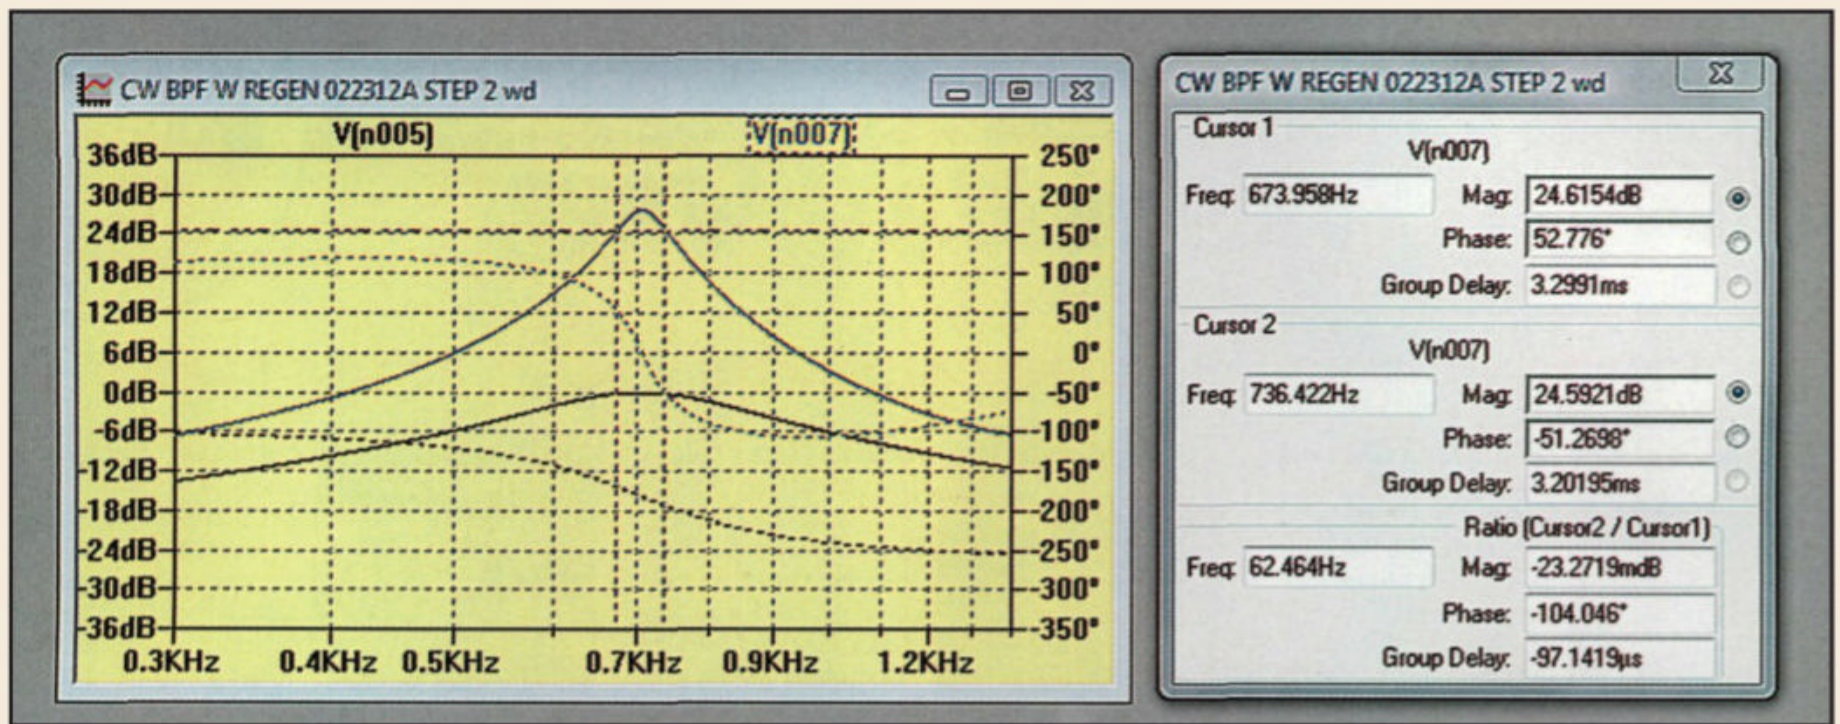 CW BPF W REGEN 022312A STEP 2 wd
V(n005) V(n007)
36dB 250°
30dB 200°
24dB 150°
18dB 100°
12dB 50°
6dB 0°
0dB -50°
-6dB -100°
-12dB -150°
-18dB -200°
-24dB -250°
-30dB -300°
-36dB -350°
0.3KHz 0.4KHz 0.5KHz 0.7KHz 0.9KHz 1.2KHz
CW BPF W REGEN 022312A STEP 2 wd
Cursor 1
V(n007)
Freq: 673.958Hz Mag: 24.6154dB
Phase: 52.776°
Group Delay: 3.2991ms
Cursor 2
V(n007)
Freq: 736.422Hz Mag: 24.5921dB
Phase: -51.2698°
Group Delay: 3.20195ms
Ratio (Cursor2 / Cursor1)
Freq: 62.464Hz Mag: -23.2719mdB
Phase: -104.046°
Group Delay: -97.1419µs